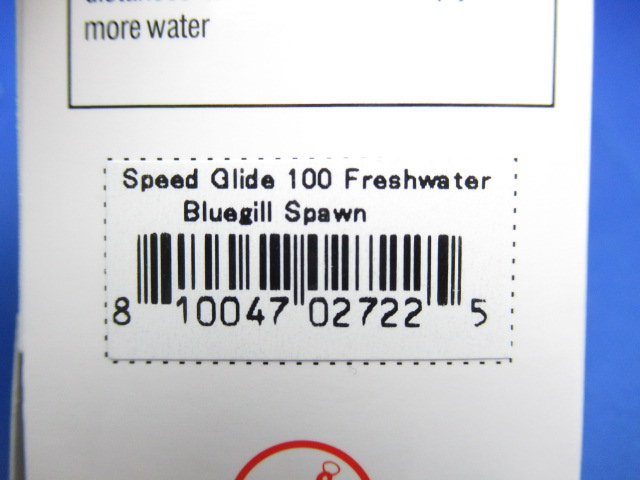 more water
Speed Glide 100 Freshwater
Bluegill Spawn
8 10047 02722 5